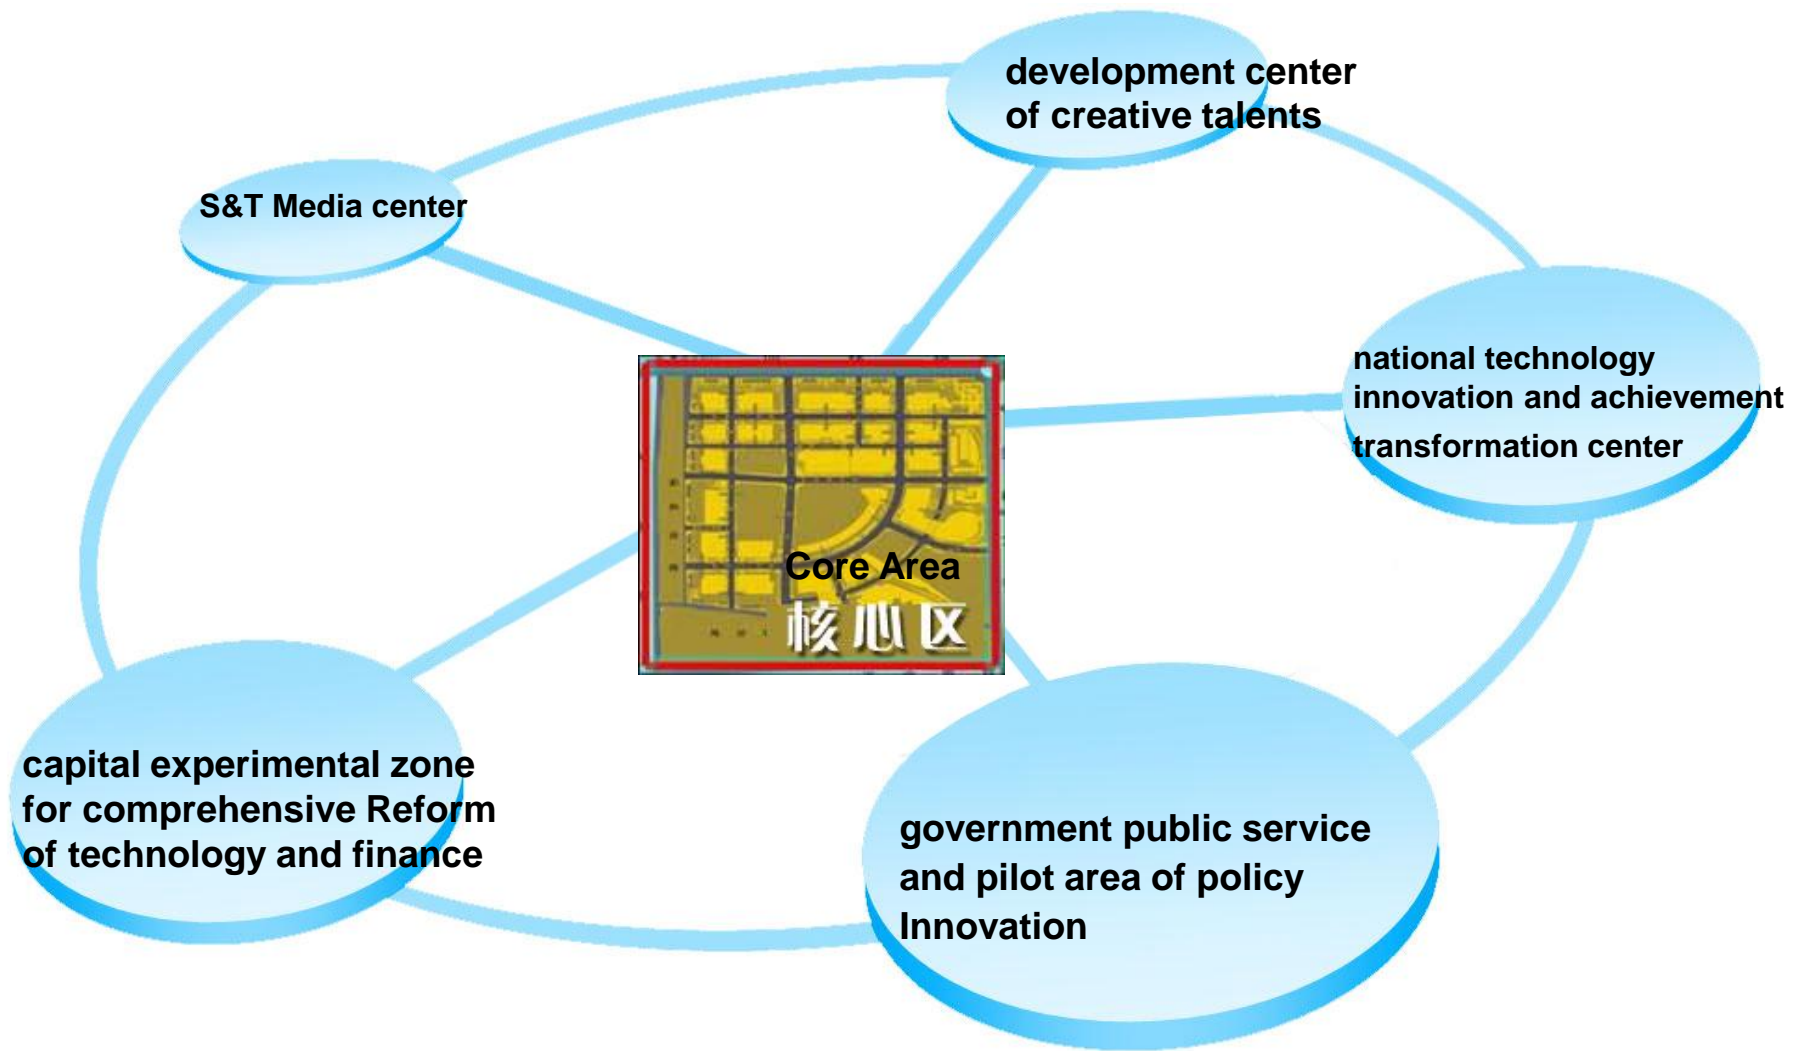 development center
of creative talents
S&T Media center
national technology
innovation and achievement
transformation center
Core Area
核心区
capital experimental zone
for comprehensive Reform
of technology and finance
government public service
and pilot area of policy
Innovation